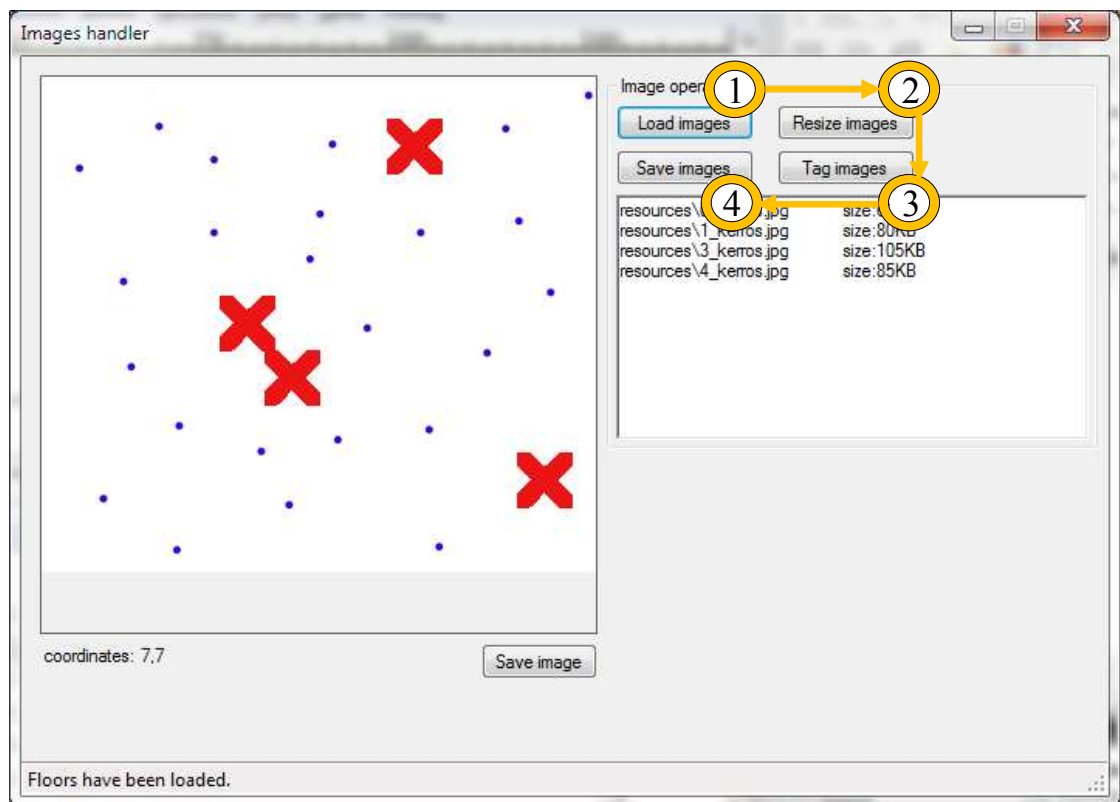 Images handler
Image oper
1
2
Load images
Resize images
Save images
Tag images
4
3
resources\ .jpg size:
resources\1_kerros.jpg size:80KB
resources\3_kerros.jpg size:105KB
resources\4_kerros.jpg size:85KB
coordinates: 7,7
Save image
Floors have been loaded.